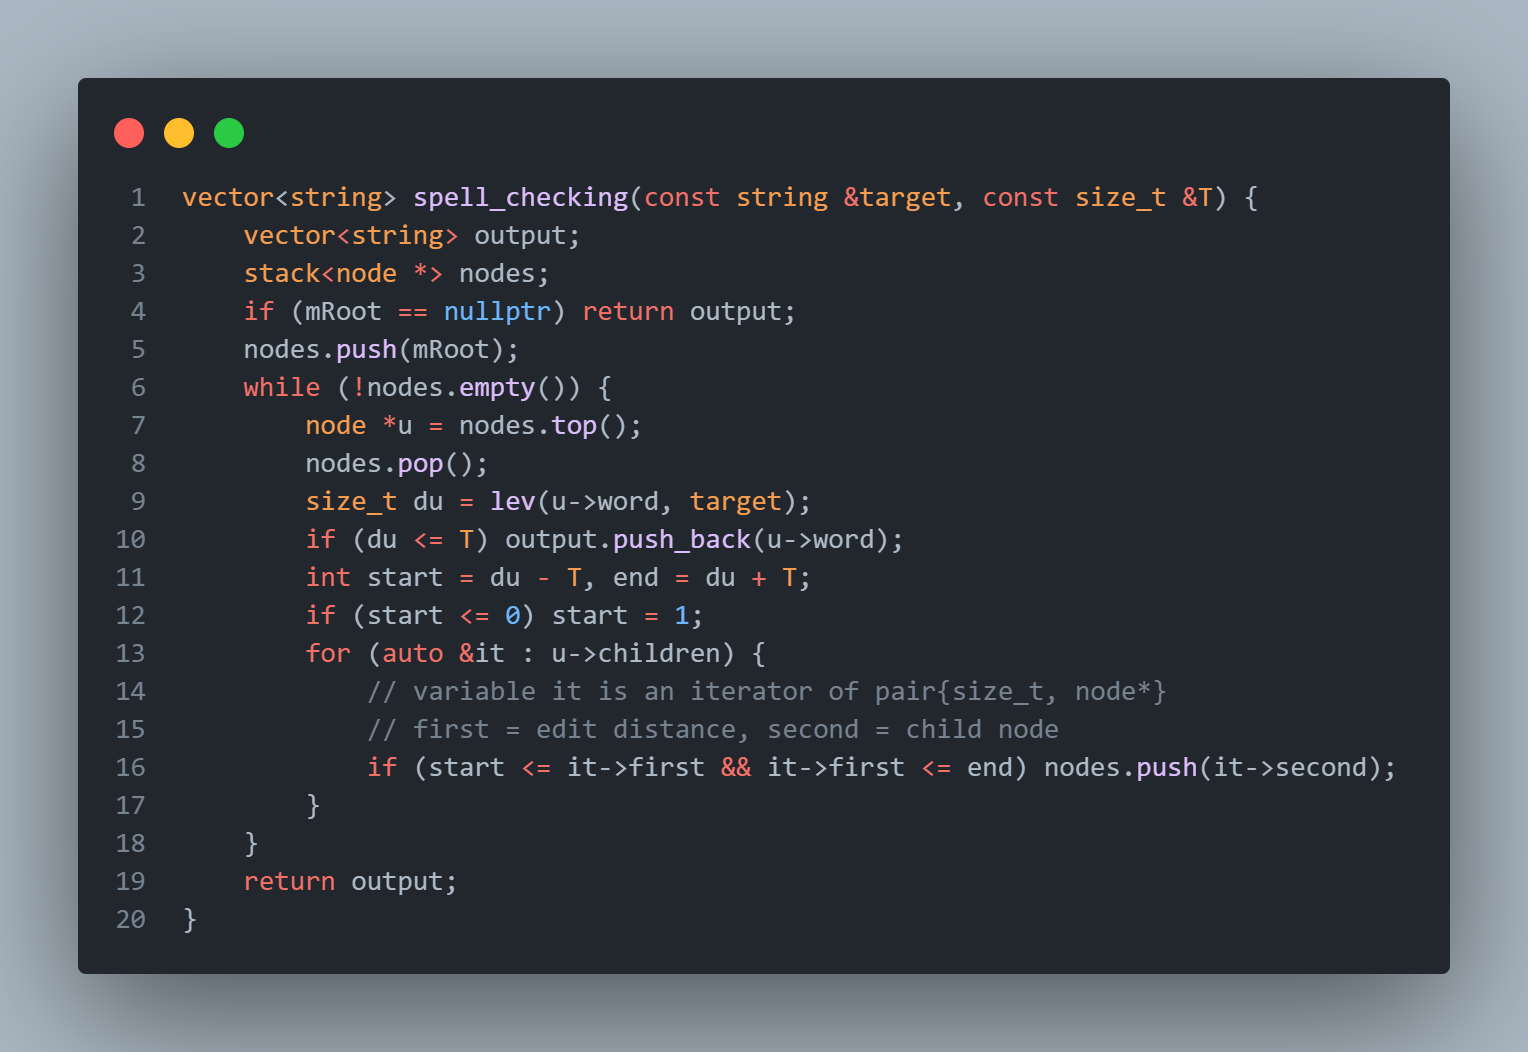 1 vector<string> spell_checking(const string &target, const size_t &T) {
2     vector<string> output;
3     stack<node *> nodes;
4     if (mRoot == nullptr) return output;
5     nodes.push(mRoot);
6     while (!nodes.empty()) {
7         node *u = nodes.top();
8         nodes.pop();
9         size_t du = lev(u->word, target);
10         if (du <= T) output.push_back(u->word);
11         int start = du - T, end = du + T;
12         if (start <= 0) start = 1;
13         for (auto &it : u->children) {
14             // variable it is an iterator of pair{size_t, node*}
15             // first = edit distance, second = child node
16             if (start <= it->first && it->first <= end) nodes.push(it->second);
17         }
18     }
19     return output;
20 }